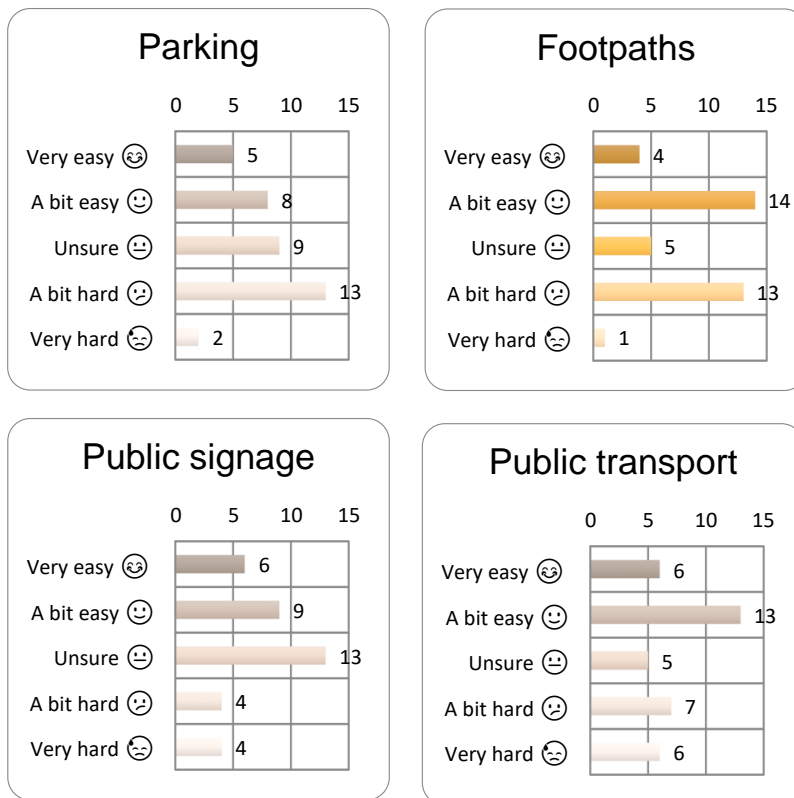 Parking
0 5 10 15
Very easy 5
A bit easy 8
Unsure 9
A bit hard 13
Very hard 2
Footpaths
0 5 10 15
Very easy 4
A bit easy 14
Unsure 5
A bit hard 13
Very hard 1
Public signage
0 5 10 15
Very easy 6
A bit easy 9
Unsure 13
A bit hard 4
Very hard 4
Public transport
0 5 10 15
Very easy 6
A bit easy 13
Unsure 5
A bit hard 7
Very hard 6